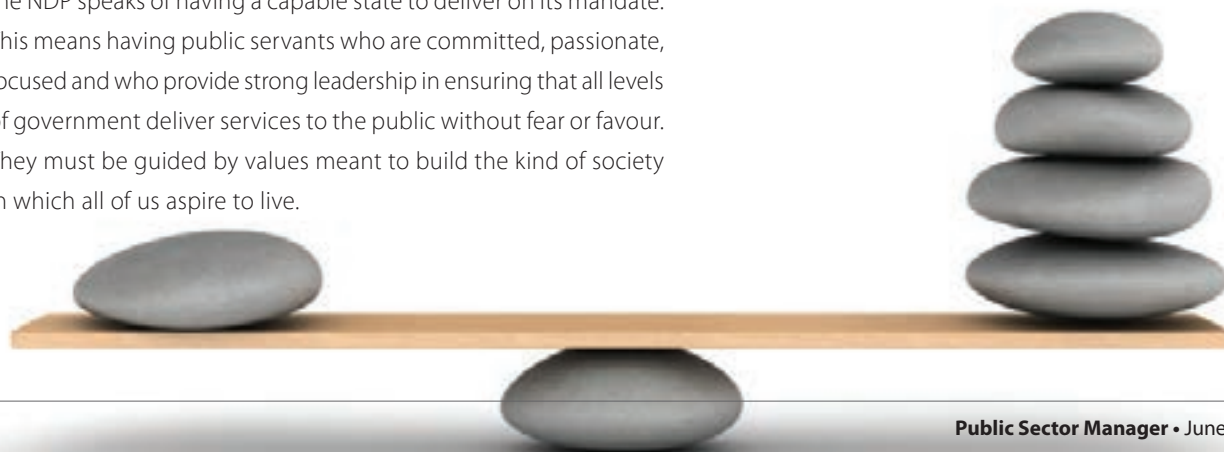 he NDP speaks of having a capable state to deliver on its mandate.
his means having public servants who are committed, passionate,
ocused and who provide strong leadership in ensuring that all levels
f government deliver services to the public without fear or favour.
hey must be guided by values meant to build the kind of society
n which all of us aspire to live.
Public Sector Manager • June